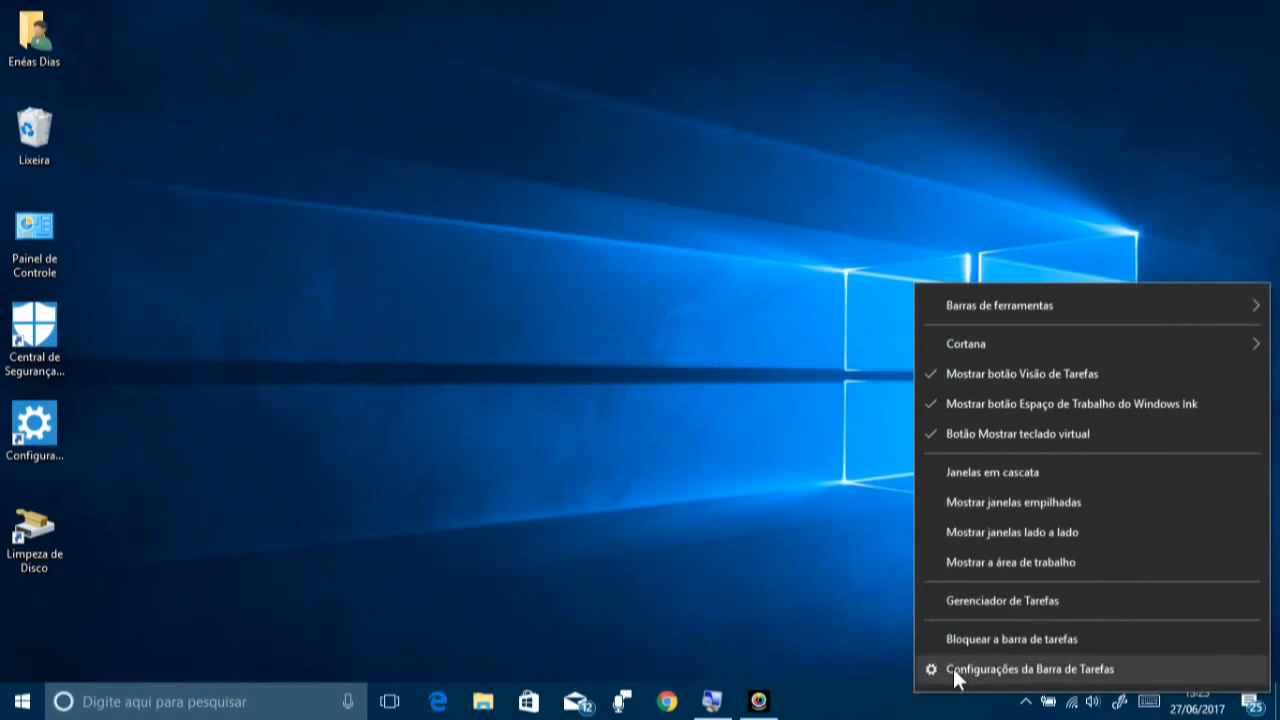 Enéas Dias
Lixeira
Painel de
Controle
Central de
Segurança...
Configura...
Limpeza de
Disco
Barras de ferramentas
Cortana
Mostrar botão Visão de Tarefas
Mostrar botão Espaço de Trabalho do Windows Ink
Botão Mostrar teclado virtual
Janelas em cascata
Mostrar janelas empilhadas
Mostrar janelas lado a lado
Mostrar a área de trabalho
Gerenciador de Tarefas
Bloquear a barra de tarefas
Configurações da Barra de Tarefas
Digite aqui para pesquisar
12
27/06/2017
25